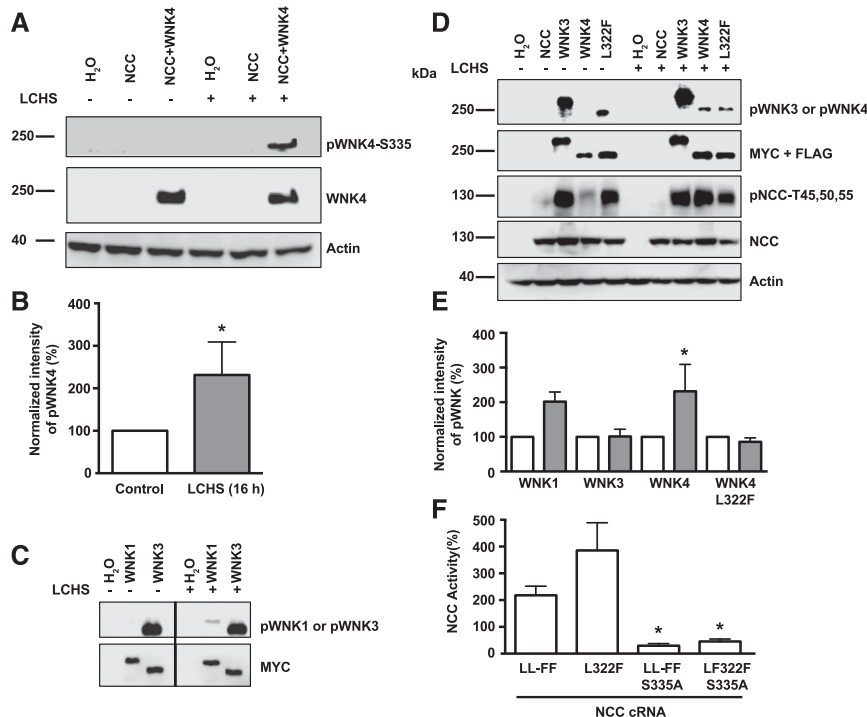 A
H2O
NCC
NCC+WNK4
H2O
NCC
NCC+WNK4
LCHS - - - + + +
250
pWNK4-S335
250
WNK4
40
Actin
B
Normalized intensity of pWNK4 (%)
400
300
200
100
0
*
Control
LCHS (16 h)
C
H2O
WNK1
WNK3
H2O
WNK1
WNK3
LCHS - - - + + +
pWNK1 or pWNK3
MYC
D
H2O
NCC
WNK3
WNK4
L322F
H2O
NCC
WNK3
WNK4
L322F
kDa
LCHS - - - - - + + + + +
250
pWNK3 or pWNK4
250
MYC + FLAG
130
pNCC-T45,50,55
130
NCC
40
Actin
E
Normalized intensity of pWNK (%)
400
300
200
100
0
*
WNK1
WNK3
WNK4
WNK4 L322F
F
NCC Activity(%)
500
400
300
200
100
0
*
*
LL-FF
L322F
LL-FF S335A
LF322F S335A
NCC cRNA